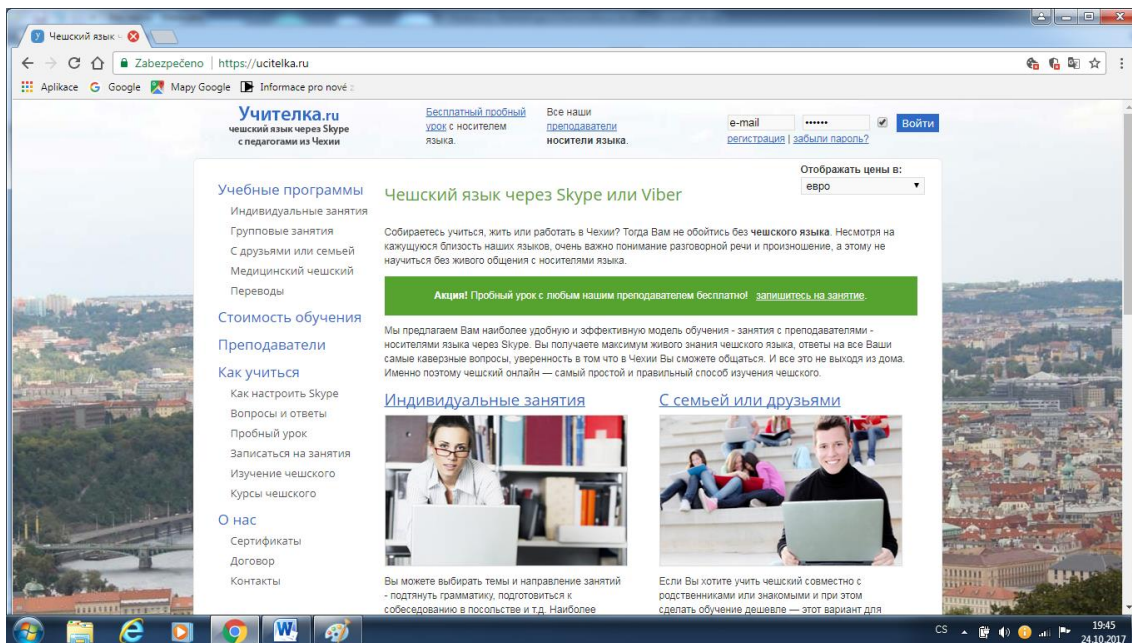 Чешский язык ч
Zabezpečeno | https://ucitelka.ru
Aplikace G Google Mapy Google Informace pro nové z
Учителка.ru
чешский язык через Skype
с педагогами из Чехии
Бесплатный пробный
урок с носителем
языка.
Все наши
преподаватели
носители языка.
e-mail •••••• Войти
регистрация | забыли пароль?
Отображать цены в:
евро
Учебные программы
Индивидуальные занятия
Групповые занятия
С друзьями или семьей
Медицинский чешский
Переводы
Стоимость обучения
Преподаватели
Как учиться
Как настроить Skype
Вопросы и ответы
Пробный урок
Записаться на занятия
Изучение чешского
Курсы чешского
О нас
Сертификаты
Договор
Контакты
Чешский язык через Skype или Viber
Собираетесь учиться, жить или работать в Чехии? Тогда Вам не обойтись без чешского языка. Несмотря на
кажущуюся близость наших языков, очень важно понимание разговорной речи и произношение, а этому не
научиться без живого общения с носителями языка.
Акция! Пробный урок с любым нашим преподавателем бесплатно! запишитесь на занятие.
Мы предлагаем Вам наиболее удобную и эффективную модель обучения - занятия с преподавателями -
носителями языка через Skype. Вы получаете максимум живого знания чешского языка, ответы на все Ваши
самые каверзные вопросы, уверенность в том что в Чехии Вы сможете общаться. И все это не выходя из дома.
Именно поэтому чешский онлайн — самый простой и правильный способ изучения чешского.
Индивидуальные занятия
Вы можете выбирать темы и направление занятий
- подтянуть грамматику, подготовиться к
собеседованию в посольстве и т.д. Наиболее
С семьей или друзьями
Если Вы хотите учить чешский совместно с
родственниками или знакомыми и при этом
сделать обучение дешевле — этот вариант для
CS
19:45
24.10.2017